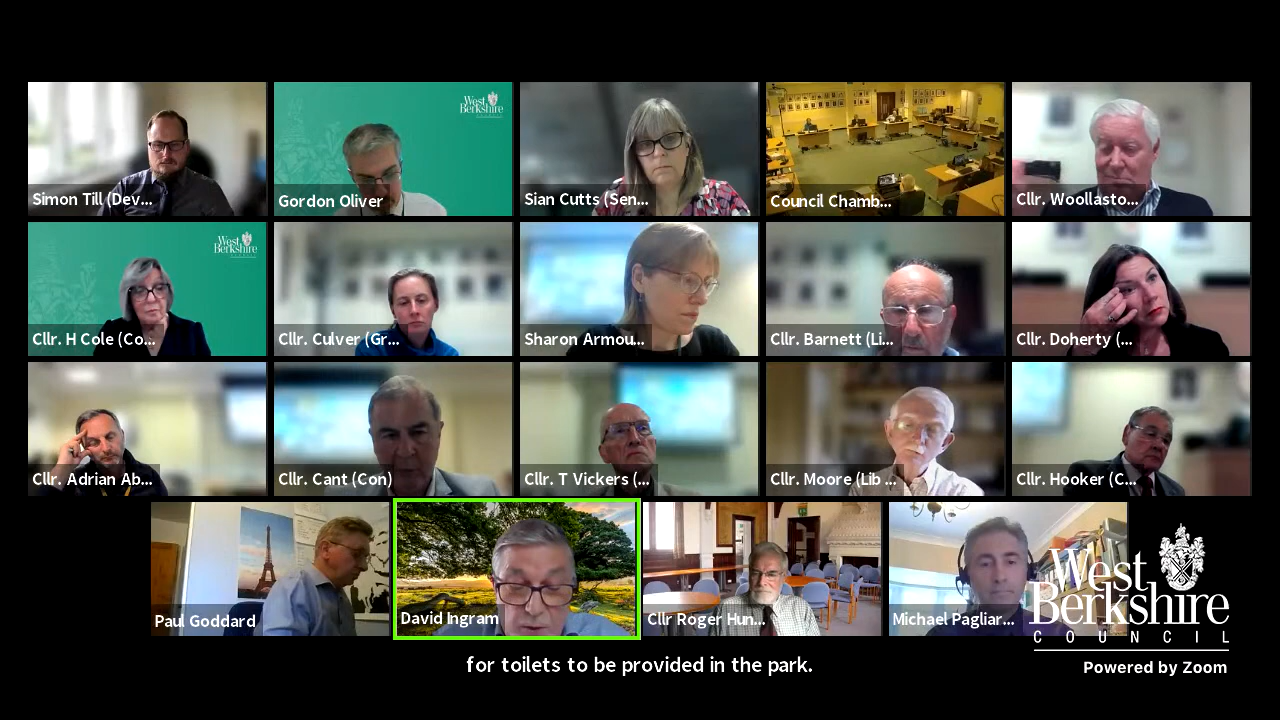 West
Berkshire
COUNCIL
Simon Till (Dev...
Gordon Oliver
Sian Cutts (Sen...
Council Chamb...
Cllr. Woollasto...
West
Berkshire
COUNCIL
Cllr. H Cole (Co...
Cllr. Culver (Gr...
Sharon Armou...
Cllr. Barnett (Li...
Cllr. Doherty (...
Cllr. Adrian Ab...
Cllr. Cant (Con)
Cllr. T Vickers (...
Cllr. Moore (Lib ...
Cllr. Hooker (C...
Paul Goddard
David Ingram
Cllr Roger Hun...
Michael Pagliar...
West
Berkshire
COUNCIL
Powered by Zoom
for toilets to be provided in the park.